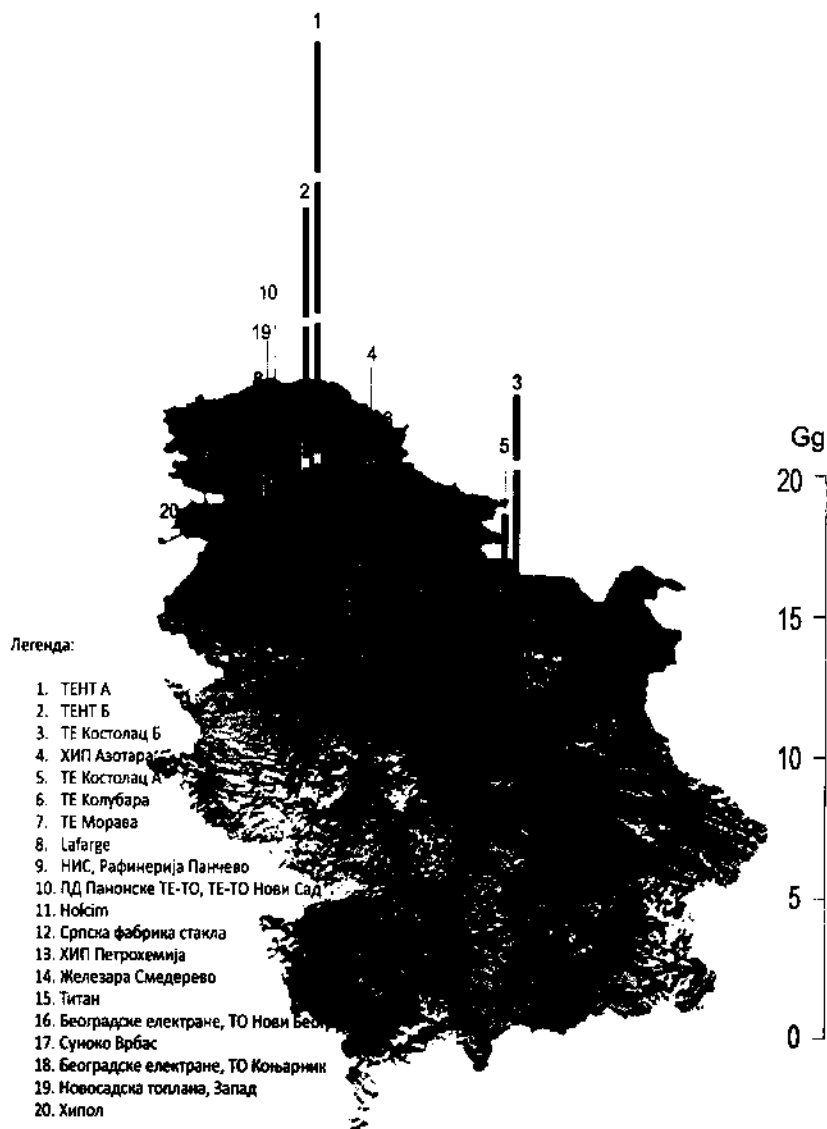 1
2
10
19
4
3
8
5
Gg
20
20
15
Легенда:
1. ТЕНТ А
2. ТЕНТ Б
3. ТЕ Костолац Б
4. ХИП Азотара
5. ТЕ Костолац А
6. ТЕ Колубара
7. ТЕ Морава
8. Lafarge
9. НИС, Рафинерија Панчево
10. ПД Панонске ТЕ-ТО, ТЕ-ТО Нови Сад
11. Holcim
12. Српска фабрика стакла
13. ХИП Петрохемија
14. Железара Смедерево
15. Титан
16. Београдске електране, ТО Нови Беог
17. Суноко Врбас
18. Београдске електране, ТО Коњарник
19. Новосадска топлана, Запад
20. Хипол
10
5
0